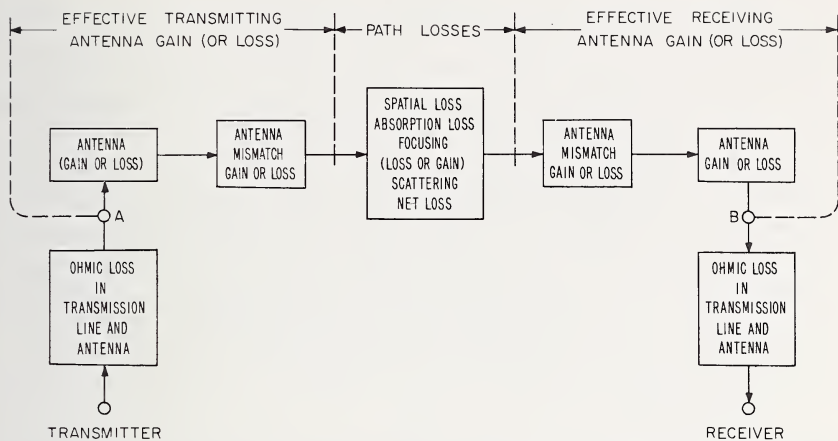 EFFECTIVE TRANSMITTING
ANTENNA GAIN (OR LOSS)
PATH LOSSES
EFFECTIVE RECEIVING
ANTENNA GAIN (OR LOSS)
ANTENNA
(GAIN OR LOSS)
ANTENNA
MISMATCH
GAIN OR LOSS
SPATIAL LOSS
ABSORPTION LOSS
FOCUSING
(LOSS OR GAIN)
SCATTERING
NET LOSS
ANTENNA
MISMATCH
GAIN OR LOSS
ANTENNA
GAIN OR LOSS
A
B
OHMIC LOSS
IN
TRANSMISSION
LINE AND
ANTENNA
OHMIC LOSS
IN
TRANSMISSION
LINE AND
ANTENNA
TRANSMITTER
RECEIVER